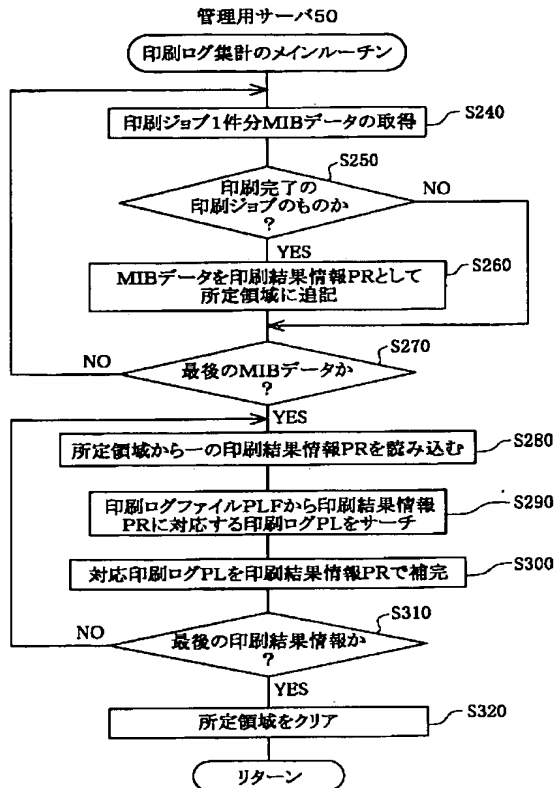 管理用サーバ50
印刷ログ集計のメインルーチン
S240
印刷ジョブ1件分MIBデータの取得
S250
印刷完了の
印刷ジョブのものか
?
NO
YES
S260
MIBデータを印刷結果情報PRとして
所定領域に追記
S270
NO
最後のMIBデータか
?
YES
S280
所定領域から一の印刷結果情報PRを読み込む
S290
印刷ログファイルPLFから印刷結果情報
PRに対応する印刷ログPLをサーチ
S300
対応印刷ログPLを印刷結果情報PRで補完
S310
NO
最後の印刷結果情報か
?
YES
S320
所定領域をクリア
リターン